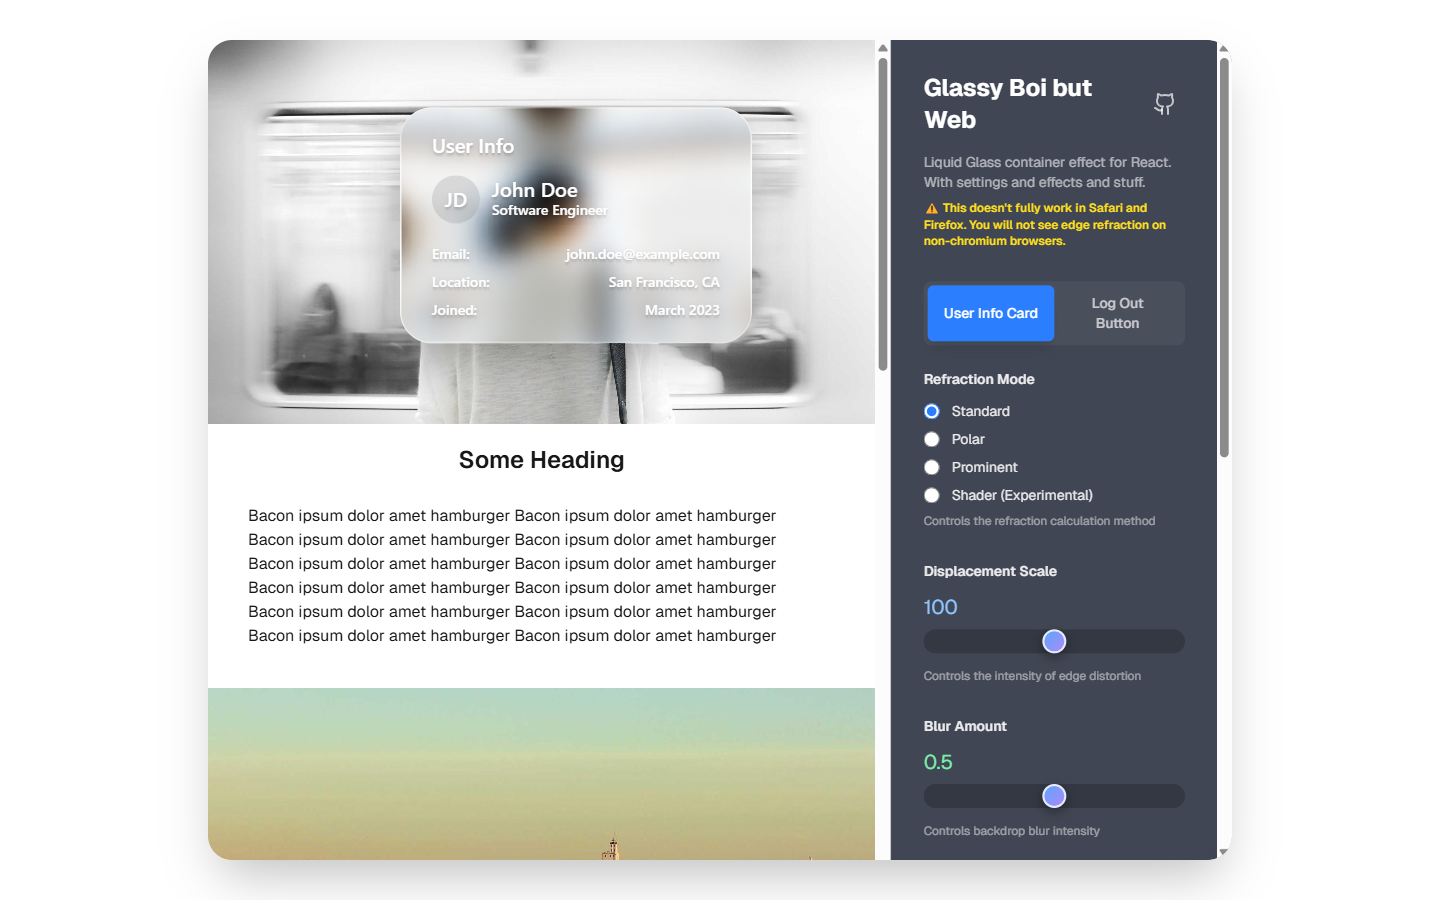 User Info
JD
John Doe
Software Engineer
Email: john.doe@example.com
Location: San Francisco, CA
Joined: March 2023
Some Heading
Bacon ipsum dolor amet hamburger Bacon ipsum dolor amet hamburger
Bacon ipsum dolor amet hamburger Bacon ipsum dolor amet hamburger
Bacon ipsum dolor amet hamburger Bacon ipsum dolor amet hamburger
Bacon ipsum dolor amet hamburger Bacon ipsum dolor amet hamburger
Bacon ipsum dolor amet hamburger Bacon ipsum dolor amet hamburger
Bacon ipsum dolor amet hamburger Bacon ipsum dolor amet hamburger
Glassy Boi but
Web
Liquid Glass container effect for React.
With settings and effects and stuff.
⚠️ This doesn't fully work in Safari and
Firefox. You will not see edge refraction on
non-chromium browsers.
User Info Card
Log Out
Button
Refraction Mode
Standard
Polar
Prominent
Shader (Experimental)
Controls the refraction calculation method
Displacement Scale
100
Controls the intensity of edge distortion
Blur Amount
0.5
Controls backdrop blur intensity